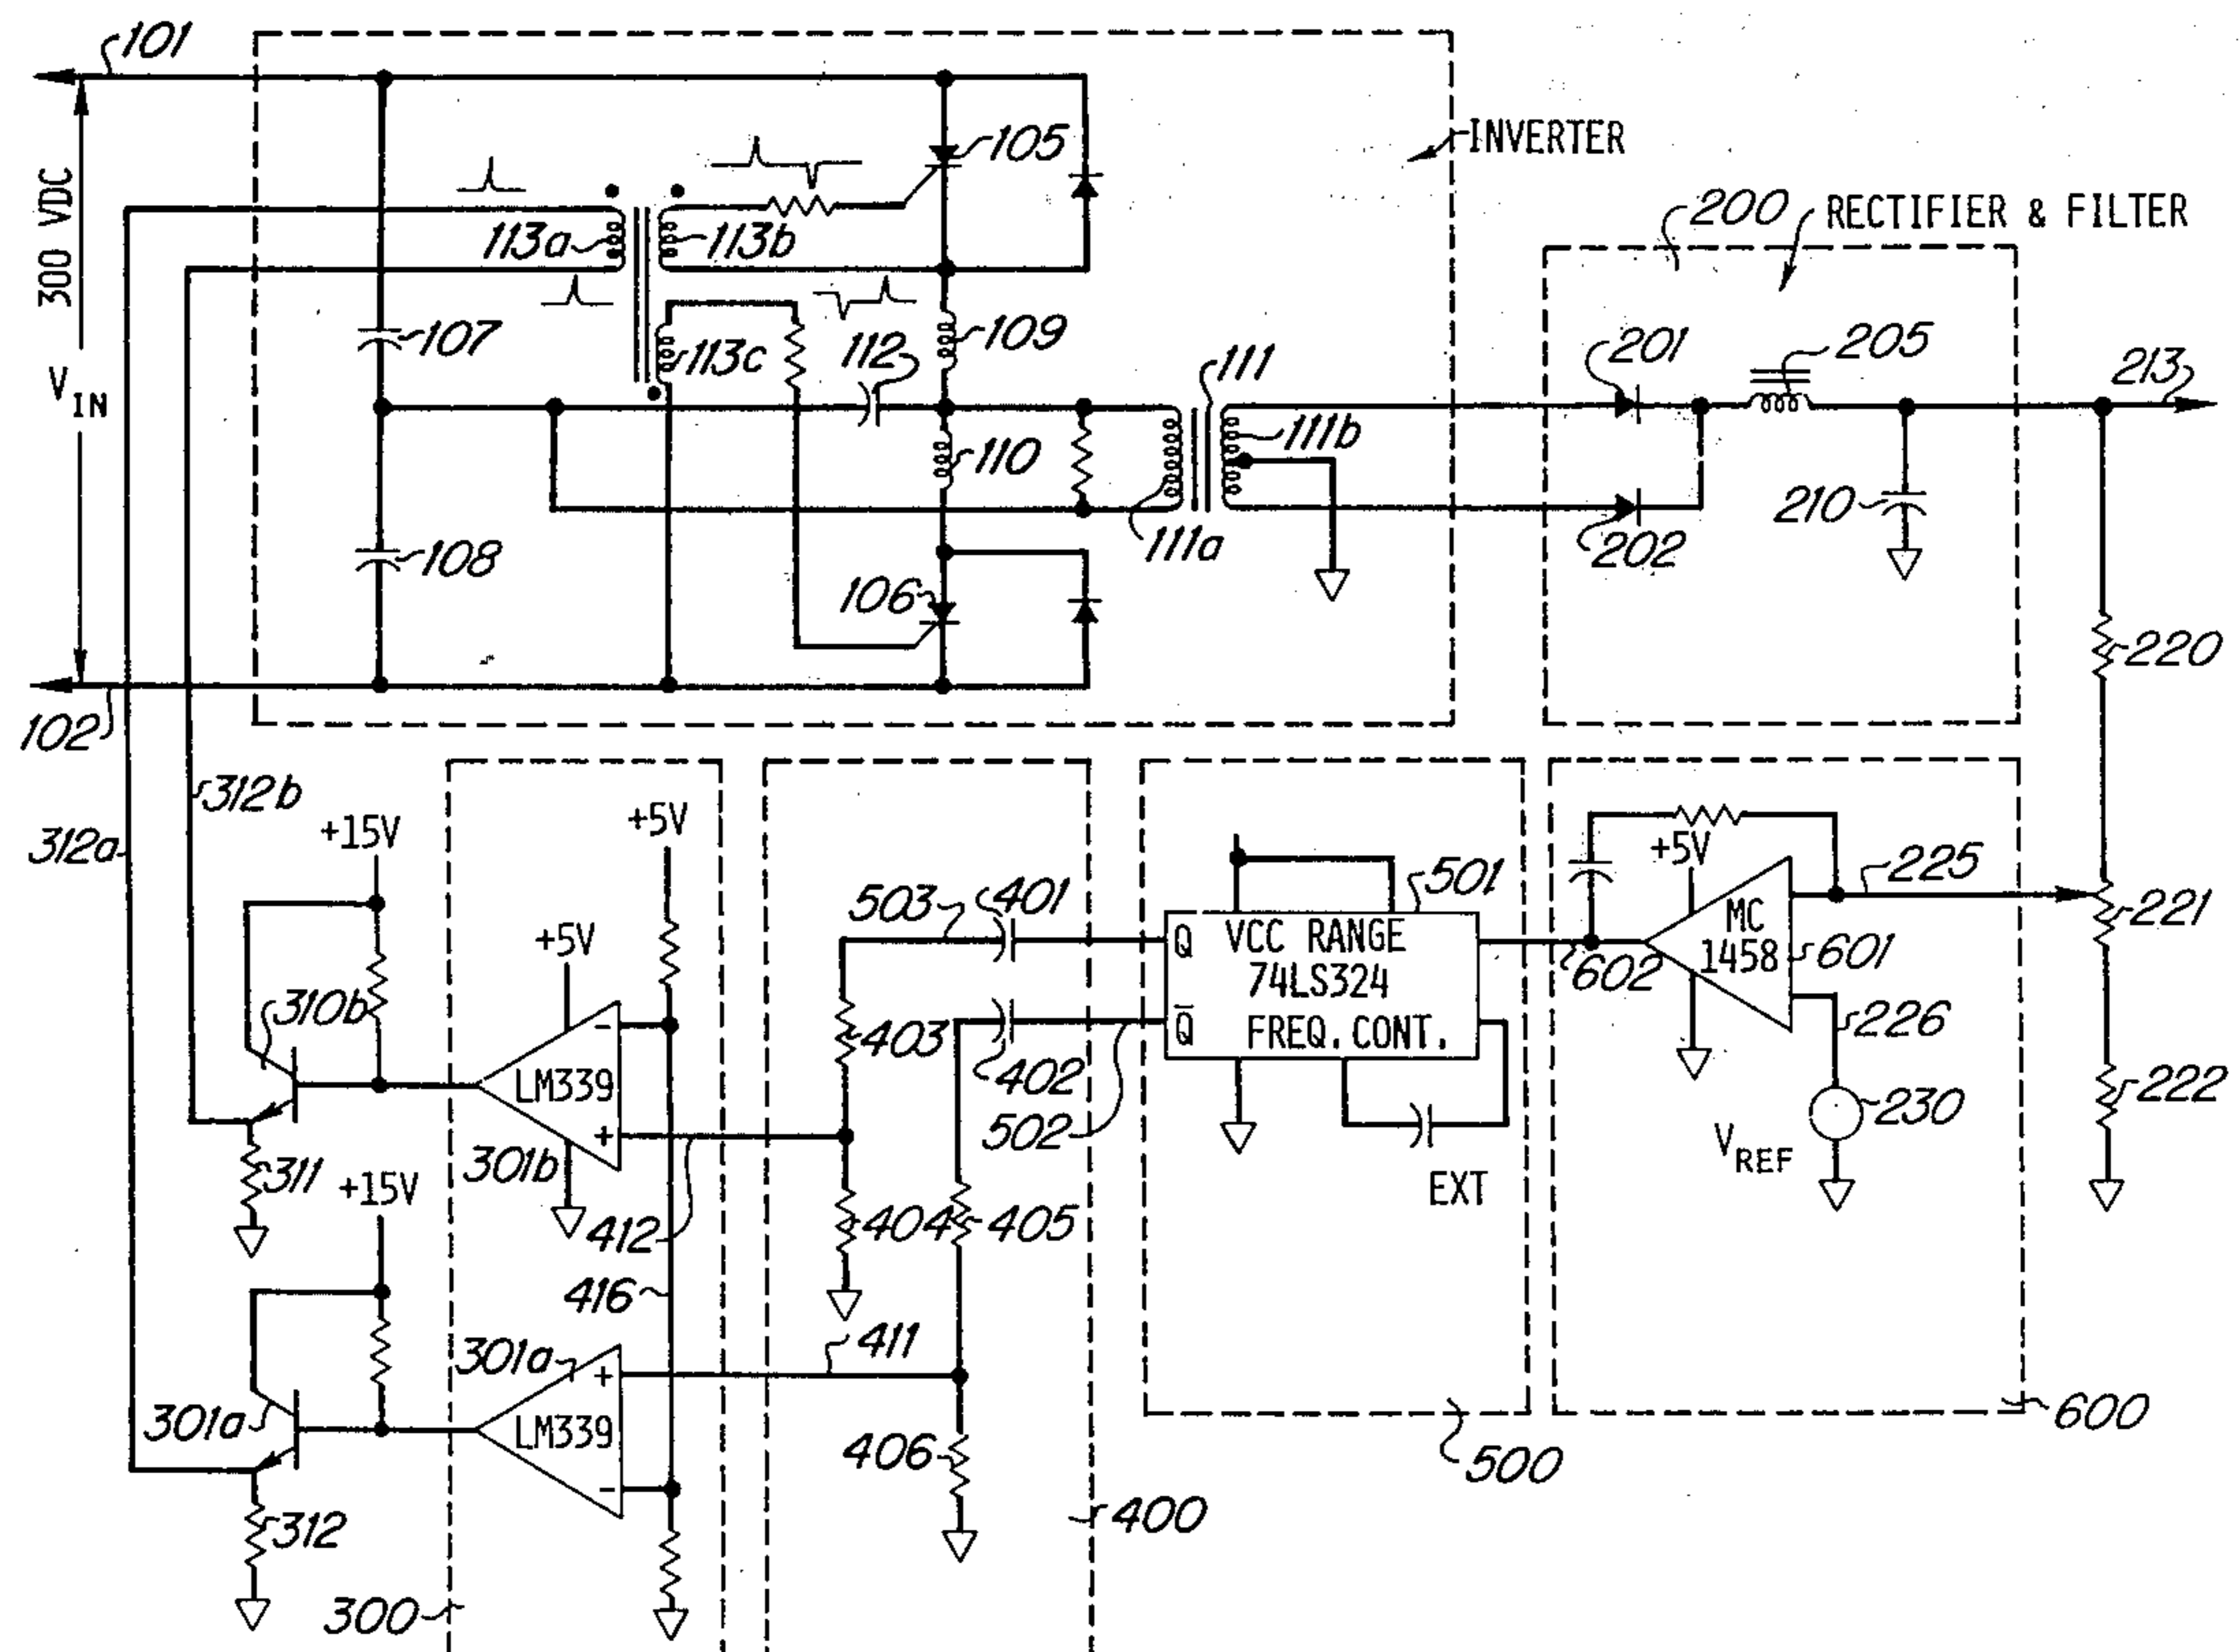 101
INVERTER
105
300 VDC
200
RECTIFIER & FILTER
113a
113b
107
113c
112
109
111
201
205
213
V IN
110
111b
108
111a
210
202
106
220
102
312b
+15V
+5V
312a
+5V
503
401
501
225
221
310b
+5V
Q VCC RANGE
74LS324
Q̅ FREQ. CONT.
MC
1458
601
602
LM339
403
402
226
-
+
502
230
222
311
+15V
301b
V REF
EXT
412
404
405
416
411
301a
+
301a
LM339
-
406
600
500
312
400
300